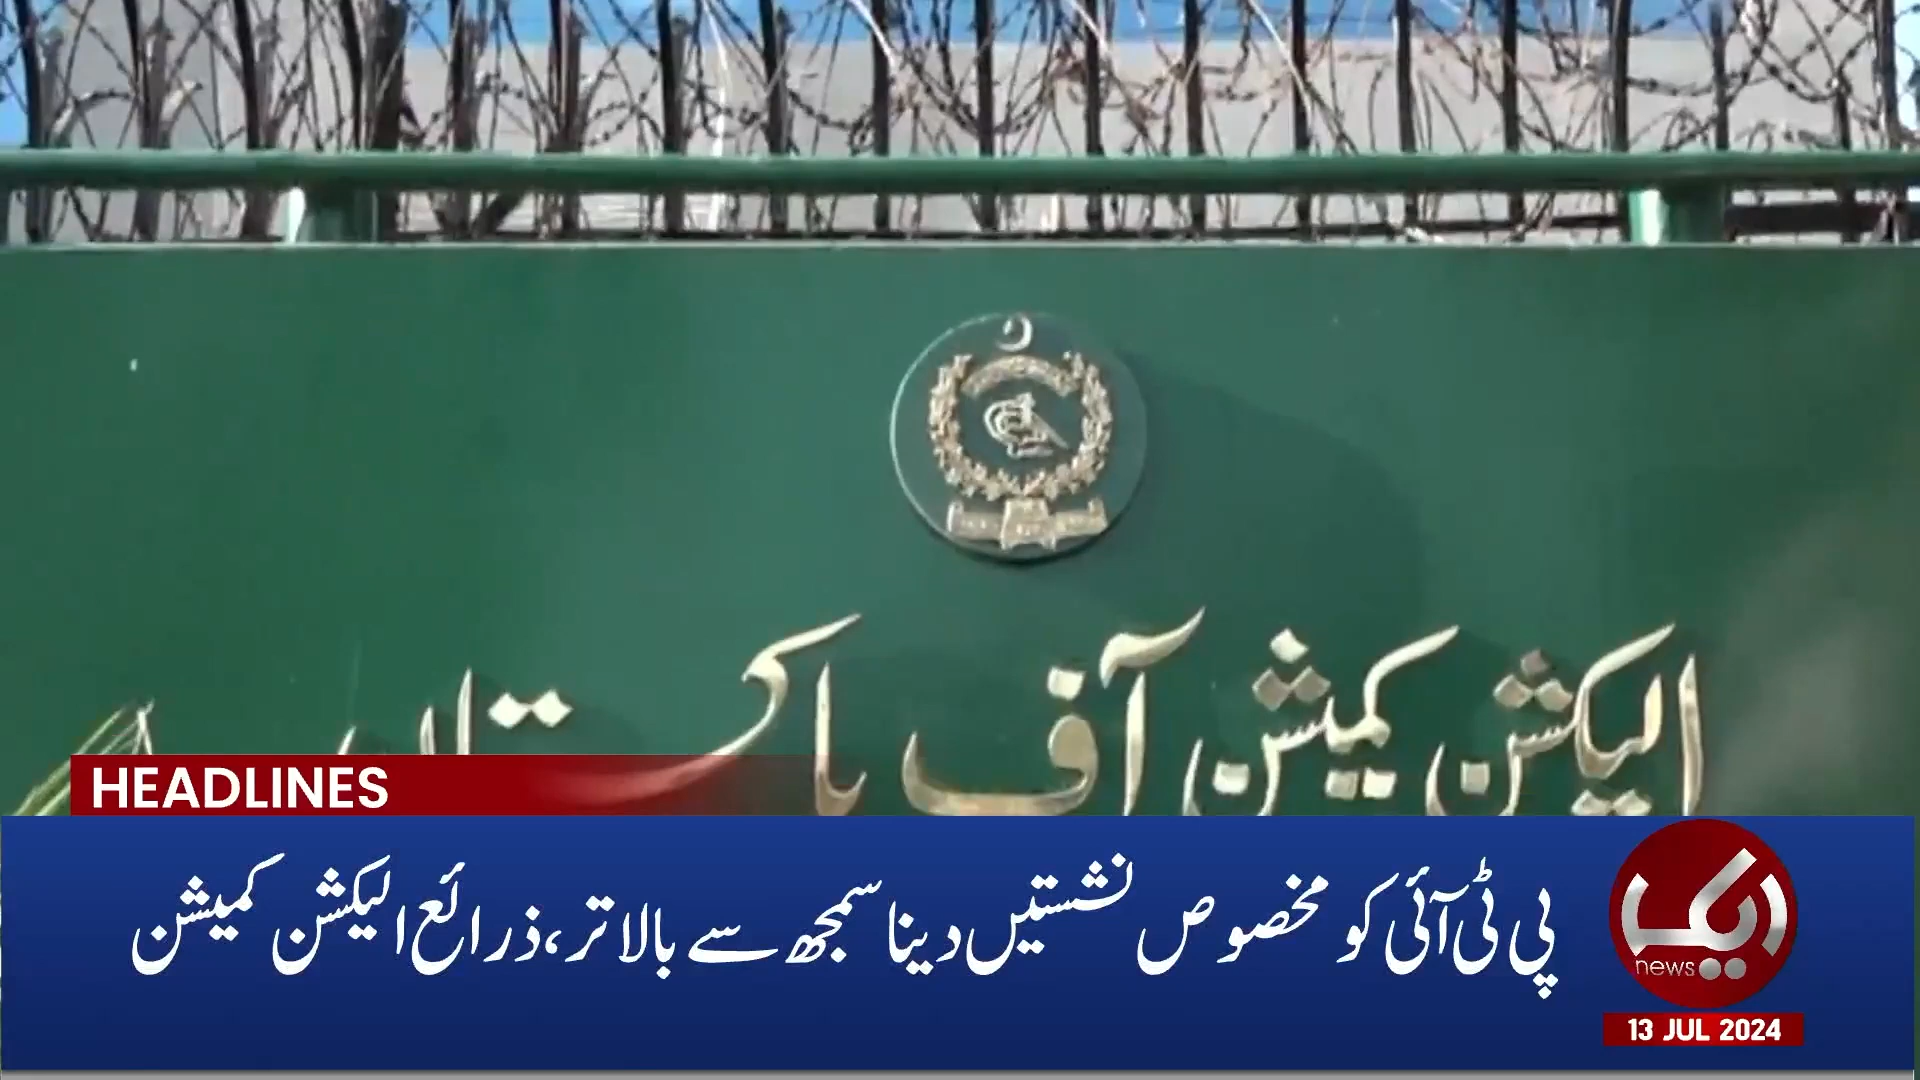 الیکشن کمیشن آف پاکستان
HEADLINES
پی ٹی آئی کو مخصوص نشستیں دینا سمجھ سے بالاتر، ذرائع الیکشن کمیشن
ایک
news
13 JUL 2024